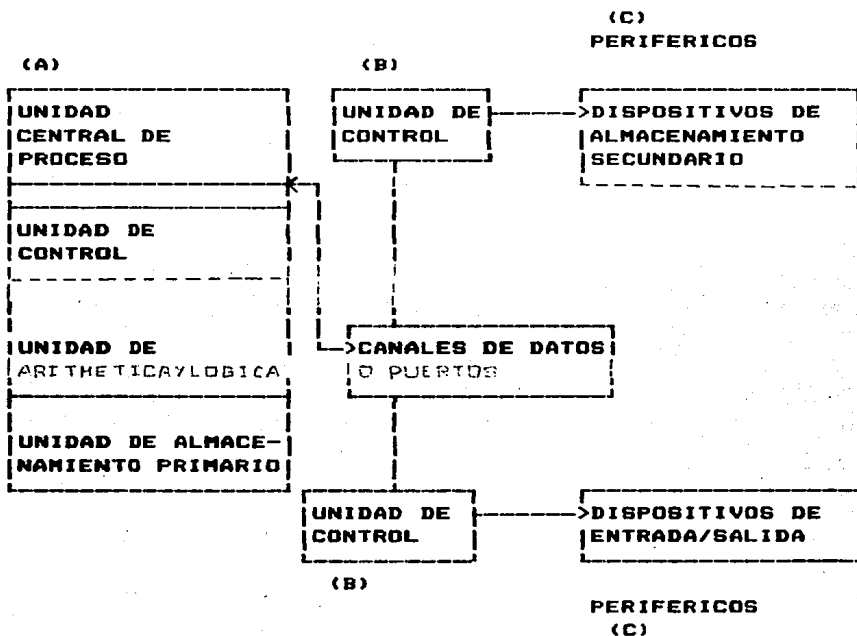 (C)
PERIFERICOS
(A)
(B)
UNIDAD
CENTRAL DE
PROCESO
UNIDAD DE
CONTROL
DISPOSITIVOS DE
ALMACENAMIENTO
SECUNDARIO
UNIDAD DE
CONTROL
UNIDAD DE
ARITHETICAYLOGICA
CANALES DE DATOS
O PUERTOS
UNIDAD DE ALMACE-
NAMIENTO PRIMARIO
UNIDAD DE
CONTROL
DISPOSITIVOS DE
ENTRADA/SALIDA
(B)
PERIFERICOS
(C)